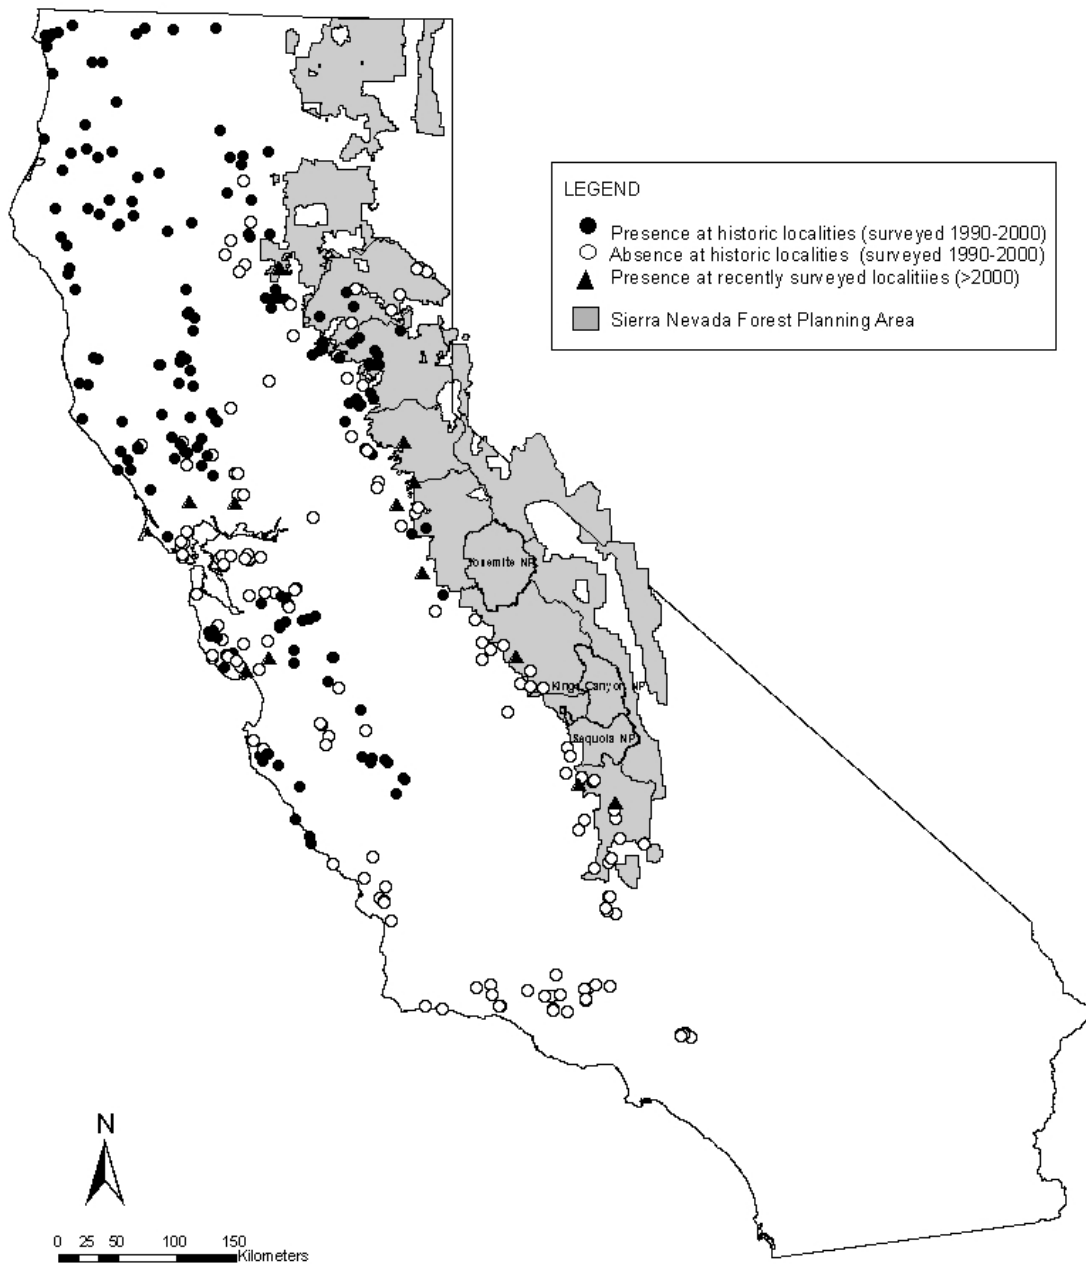 LEGEND
Presence at historic localities (surveyed 1990-2000)
Absence at historic localities (surveyed 1990-2000)
Presence at recently surveyed localitiies (>2000)
Sierra Nevada Forest Planning Area
Yosemite NP
Kings Canyon NP
Sequoia NP
N
0 25 50 100 150
Kilometers